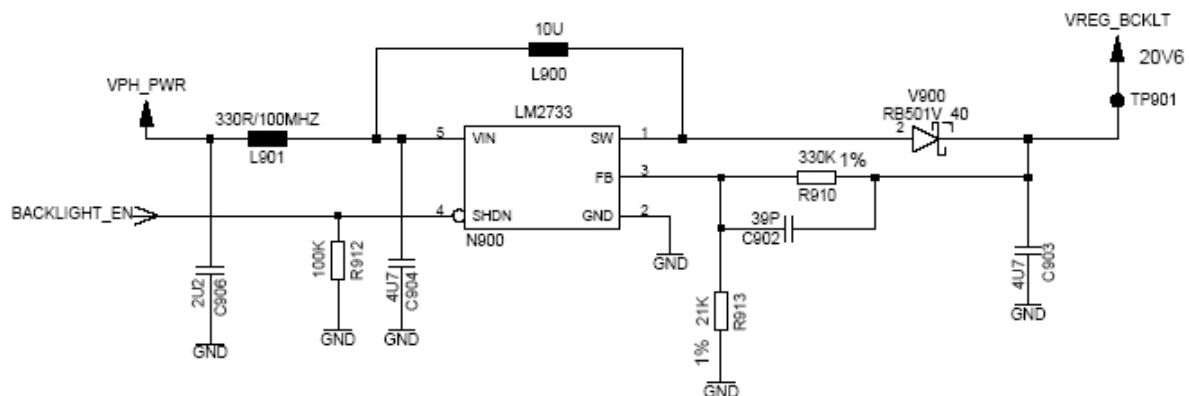 10U
L900
VREG_BCKLT
20V6
TP901
VPH_PWR
330R/100MHZ
L901
LM2733
5 VIN
SW 1
V900
RB501V_40
2
FB 3
330K 1%
R910
BACKLIGHT_EN
4 SHDN
GND 2
N900
39P
C902
GND
2U2
C906
GND
100K
R912
GND
4U7
C904
GND
21K
R913
1%
GND
4U7
C903
GND